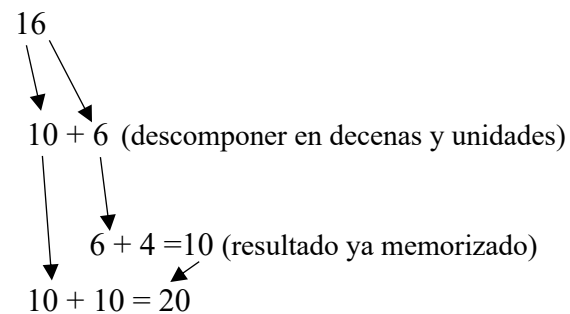 16
10 + 6 (descomponer en decenas y unidades)
6 + 4 =10 (resultado ya memorizado)
10 + 10 = 20